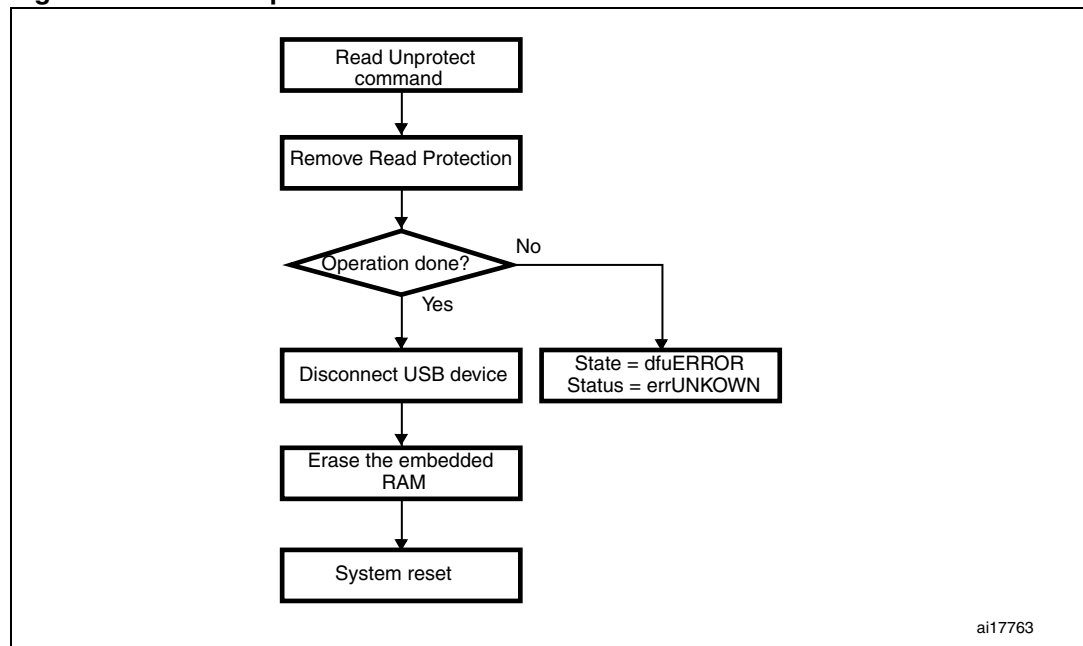 Read Unprotect
command
Remove Read Protection
Operation done?
No
Yes
Disconnect USB device
State = dfuERROR
Status = errUNKOWN
Erase the embedded
RAM
System reset
ai17763